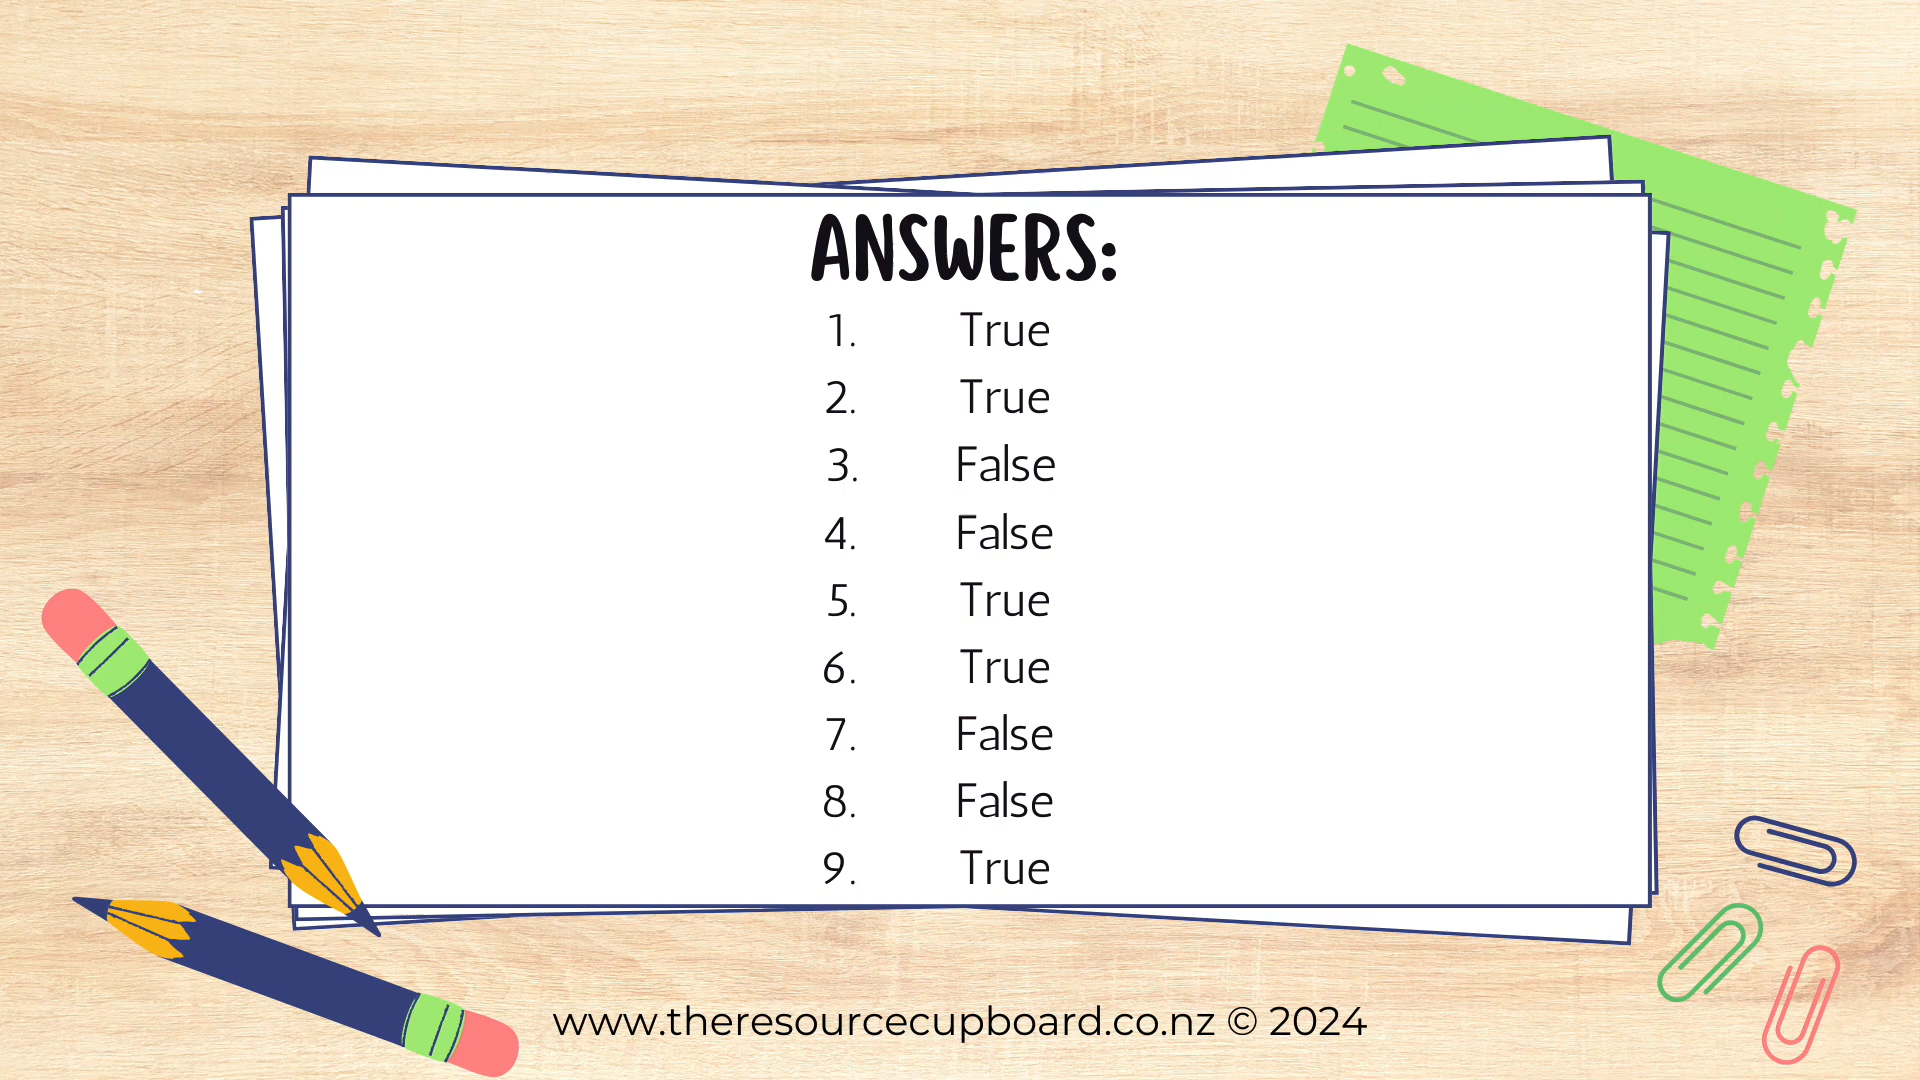 ANSWERS:
1. True
2. True
3. False
4. False
5. True
6. True
7. False
8. False
9. True
www.theresourcecupboard.co.nz © 2024